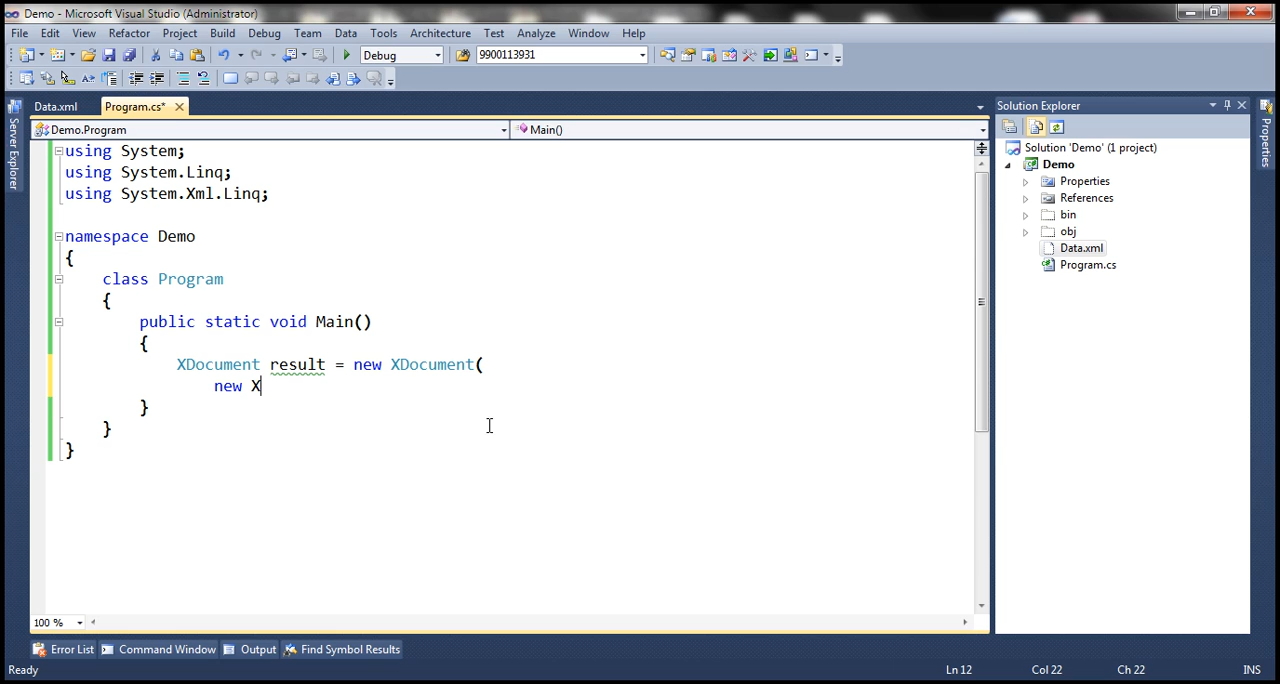 Demo - Microsoft Visual Studio (Administrator)
File Edit View Refactor Project Build Debug Team Data Tools Architecture Test Analyze Window Help
Debug 9900113931
Data.xml Program.cs*
Demo.Program Main()
using System;
using System.Linq;
using System.Xml.Linq;
namespace Demo
{
class Program
{
public static void Main()
{
XDocument result = new XDocument(
new X
}
}
}
100 %
Server Explorer
Solution Explorer
Solution 'Demo' (1 project)
Demo
Properties
References
bin
obj
Data.xml
Program.cs
Properties
Error List Command Window Output Find Symbol Results
Ready Ln 12 Col 22 Ch 22 INS